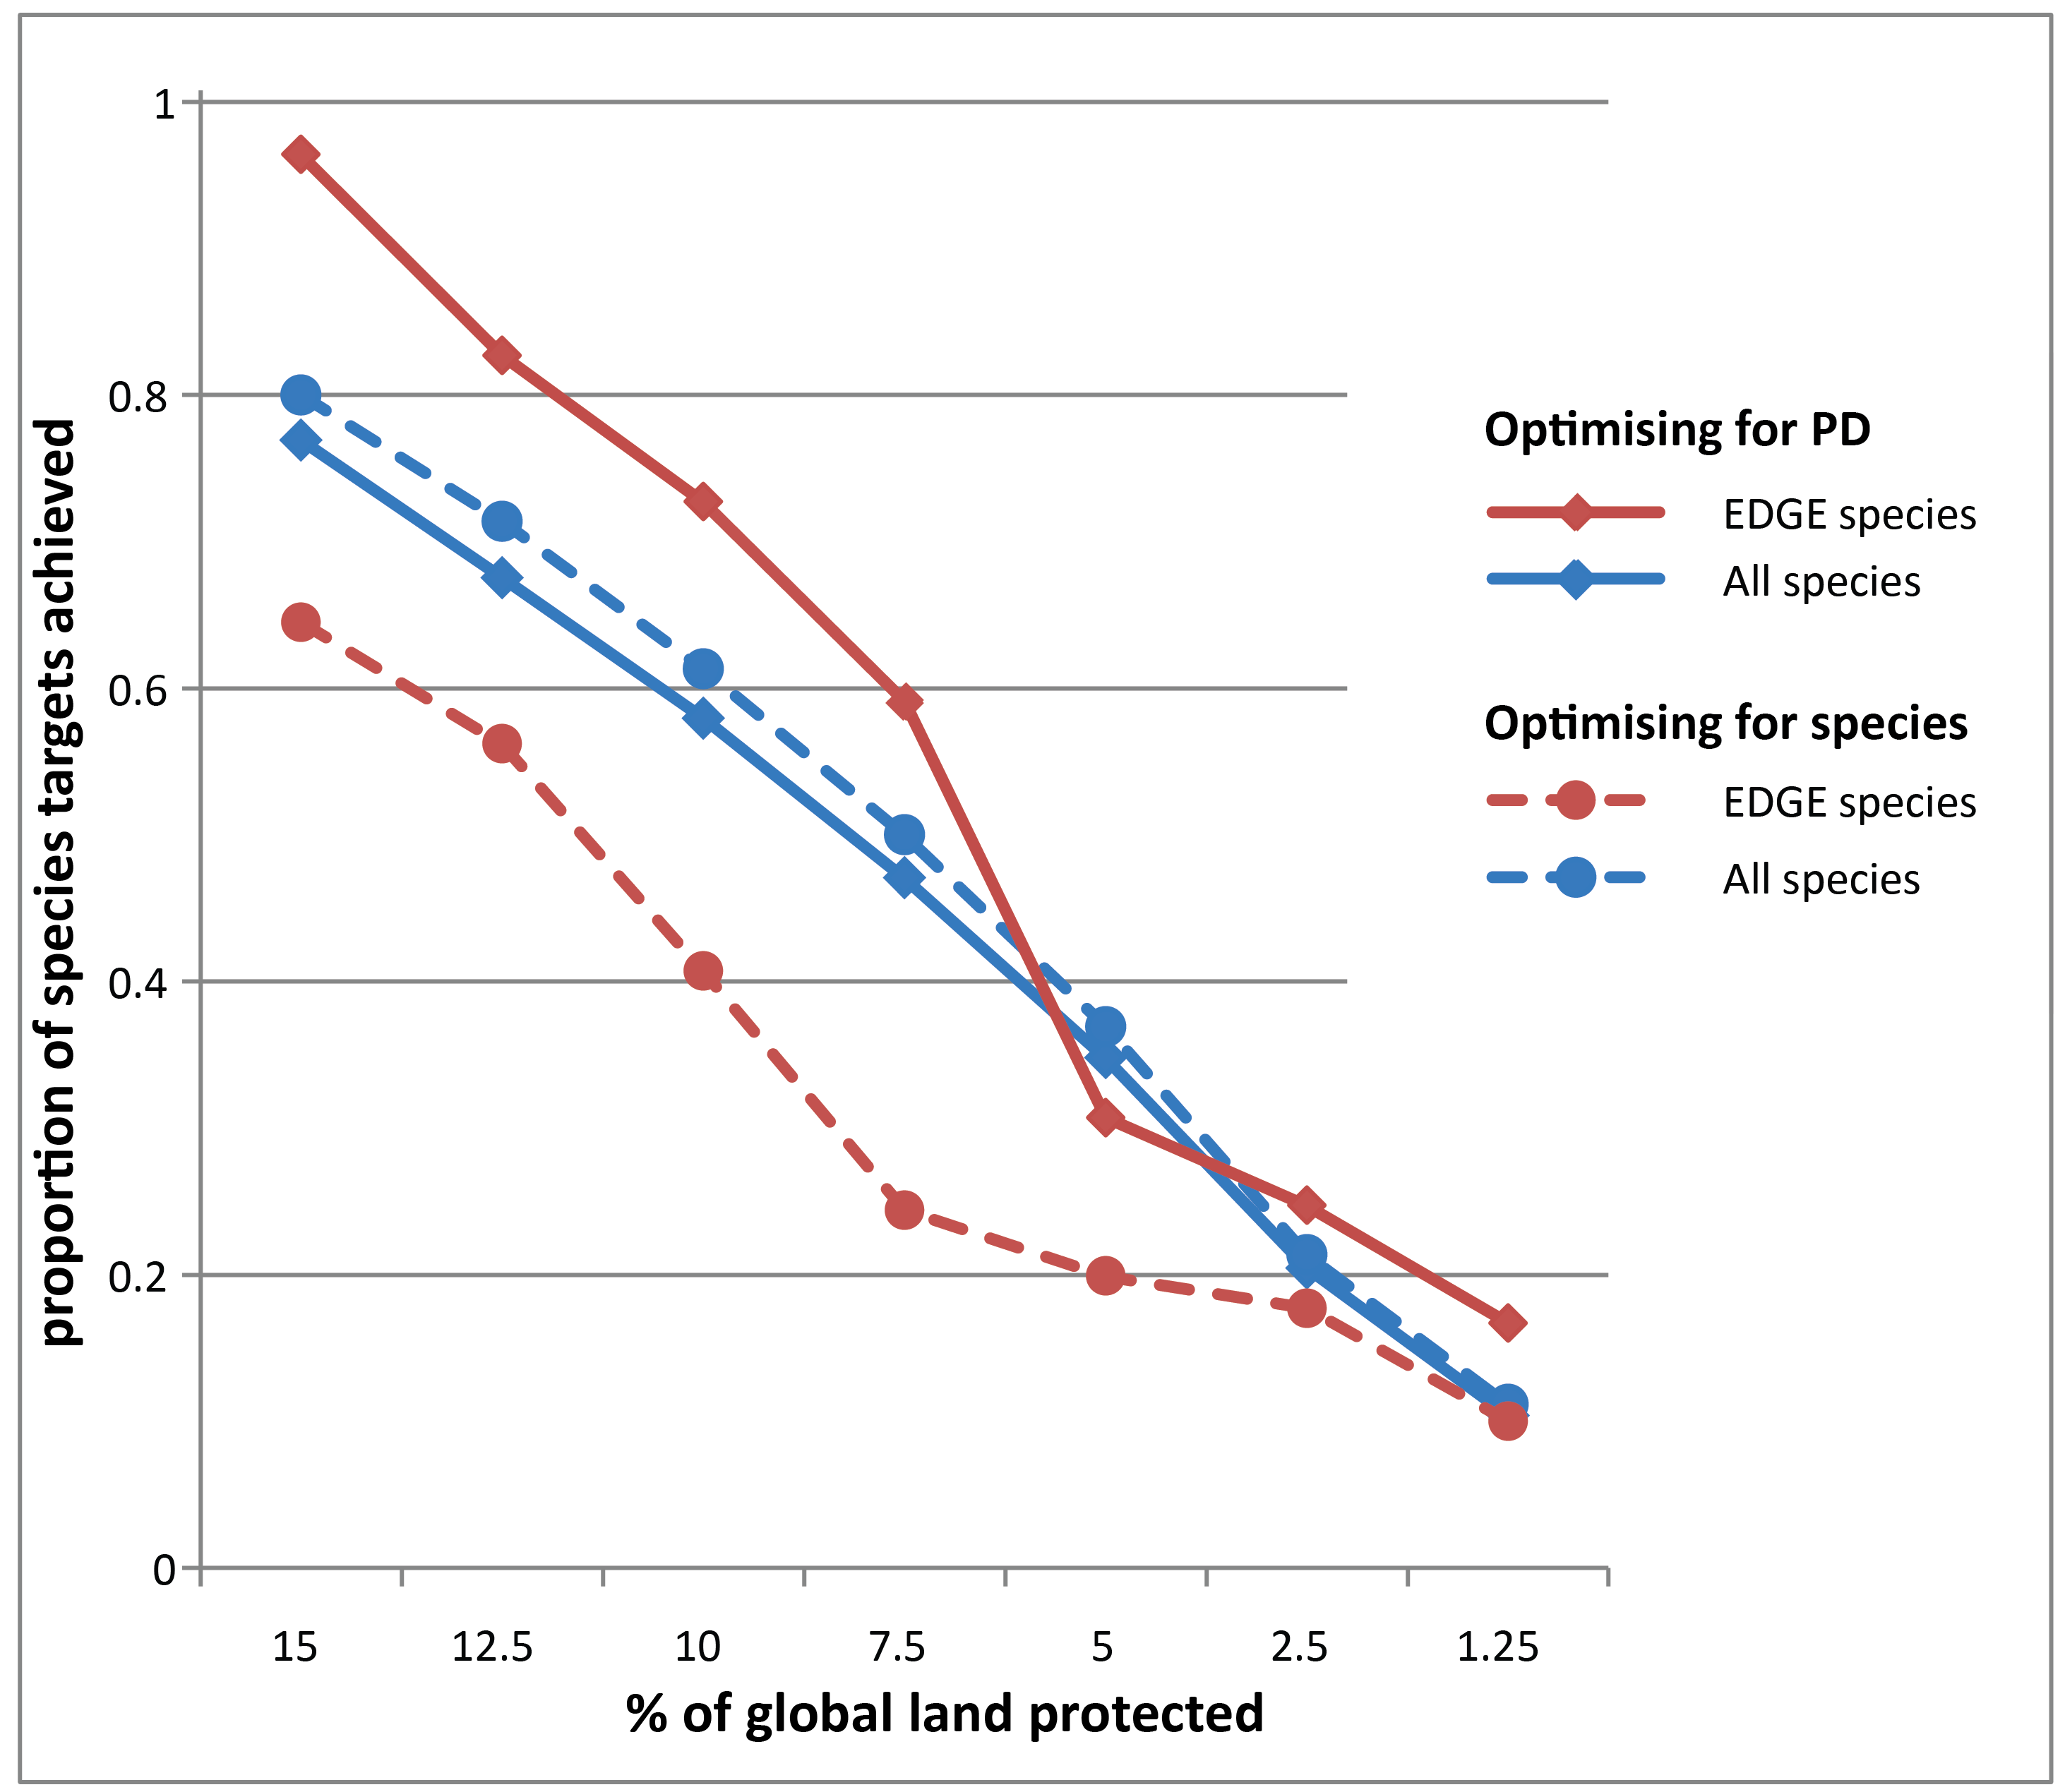 proportion of species targets achieved
1
0.8
0.6
0.4
0.2
0
15 12.5 10 7.5 5 2.5 1.25
% of global land protected
Optimising for PD
EDGE species
All species
Optimising for species
EDGE species
All species